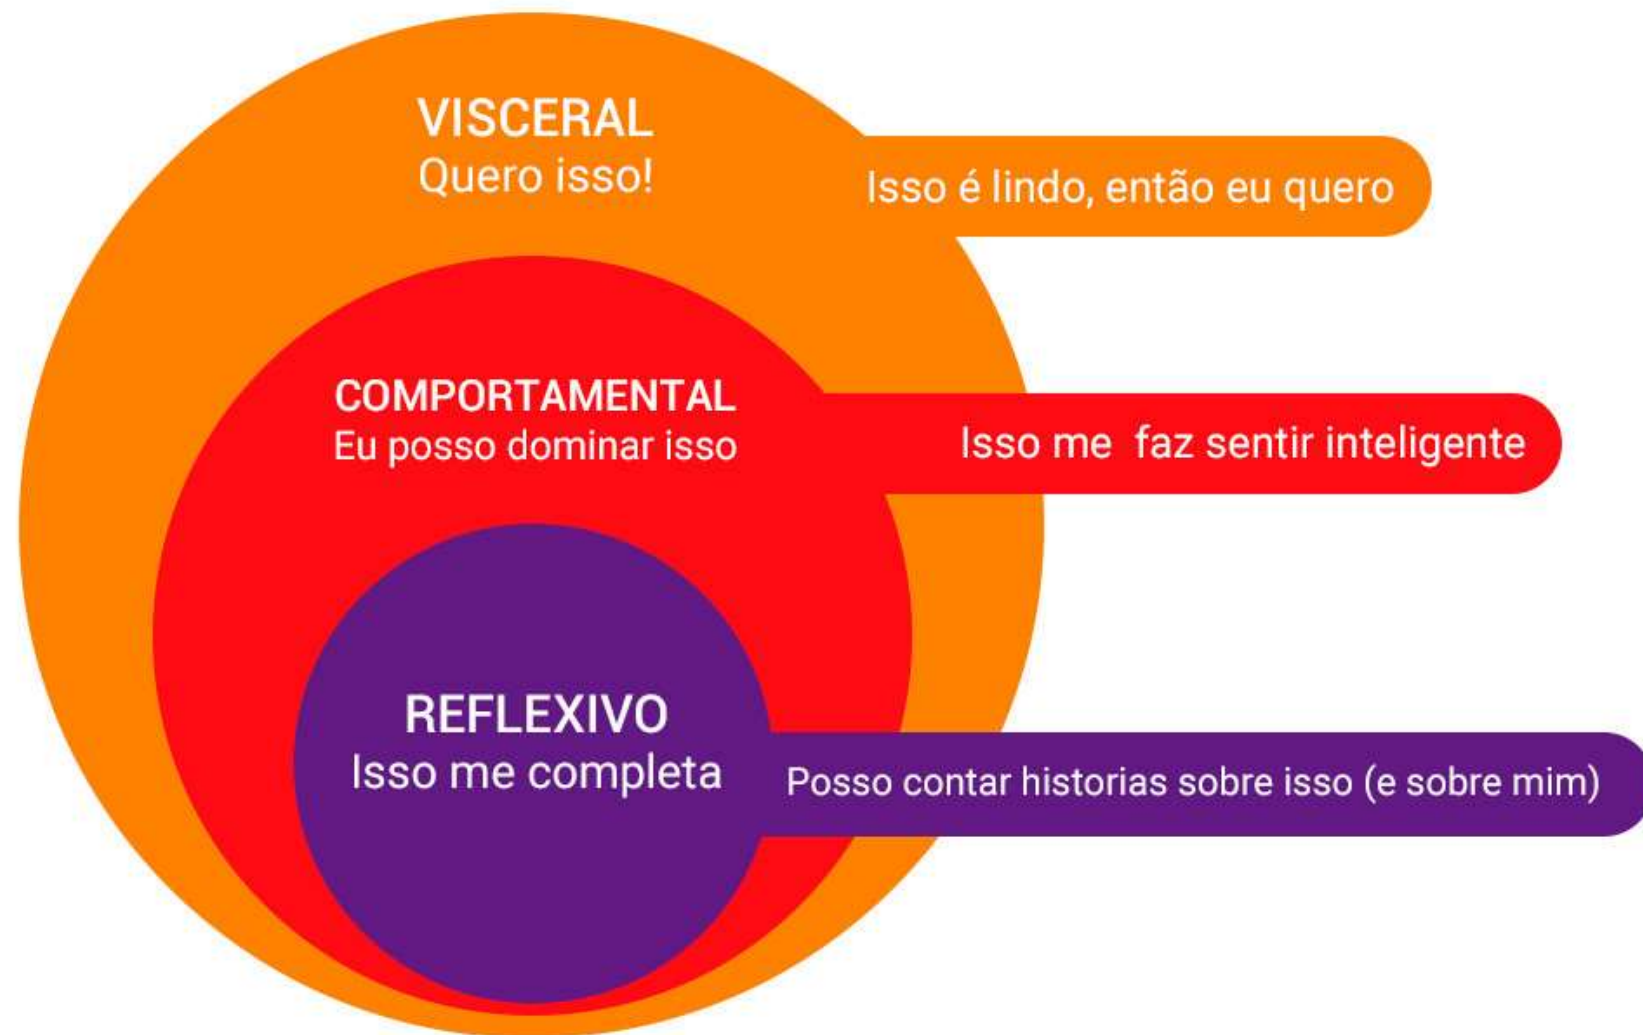 VISCERAL
Quero isso!
Isso é lindo, então eu quero
COMPORTAMENTAL
Eu posso dominar isso
Isso me  faz sentir inteligente
REFLEXIVO
Isso me completa
Posso contar historias sobre isso (e sobre mim)